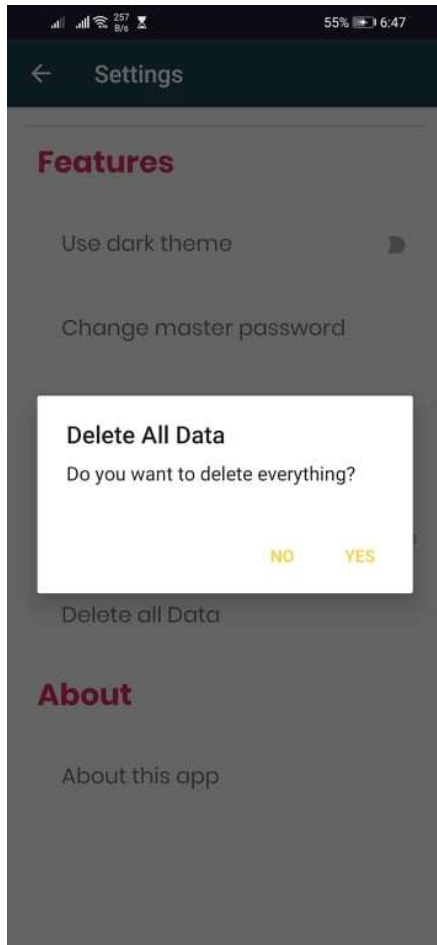 257
B/s
55% 6:47
Settings
Features
Use dark theme
Change master password
Delete All Data
Do you want to delete everything?
NO YES
Delete all Data
About
About this app